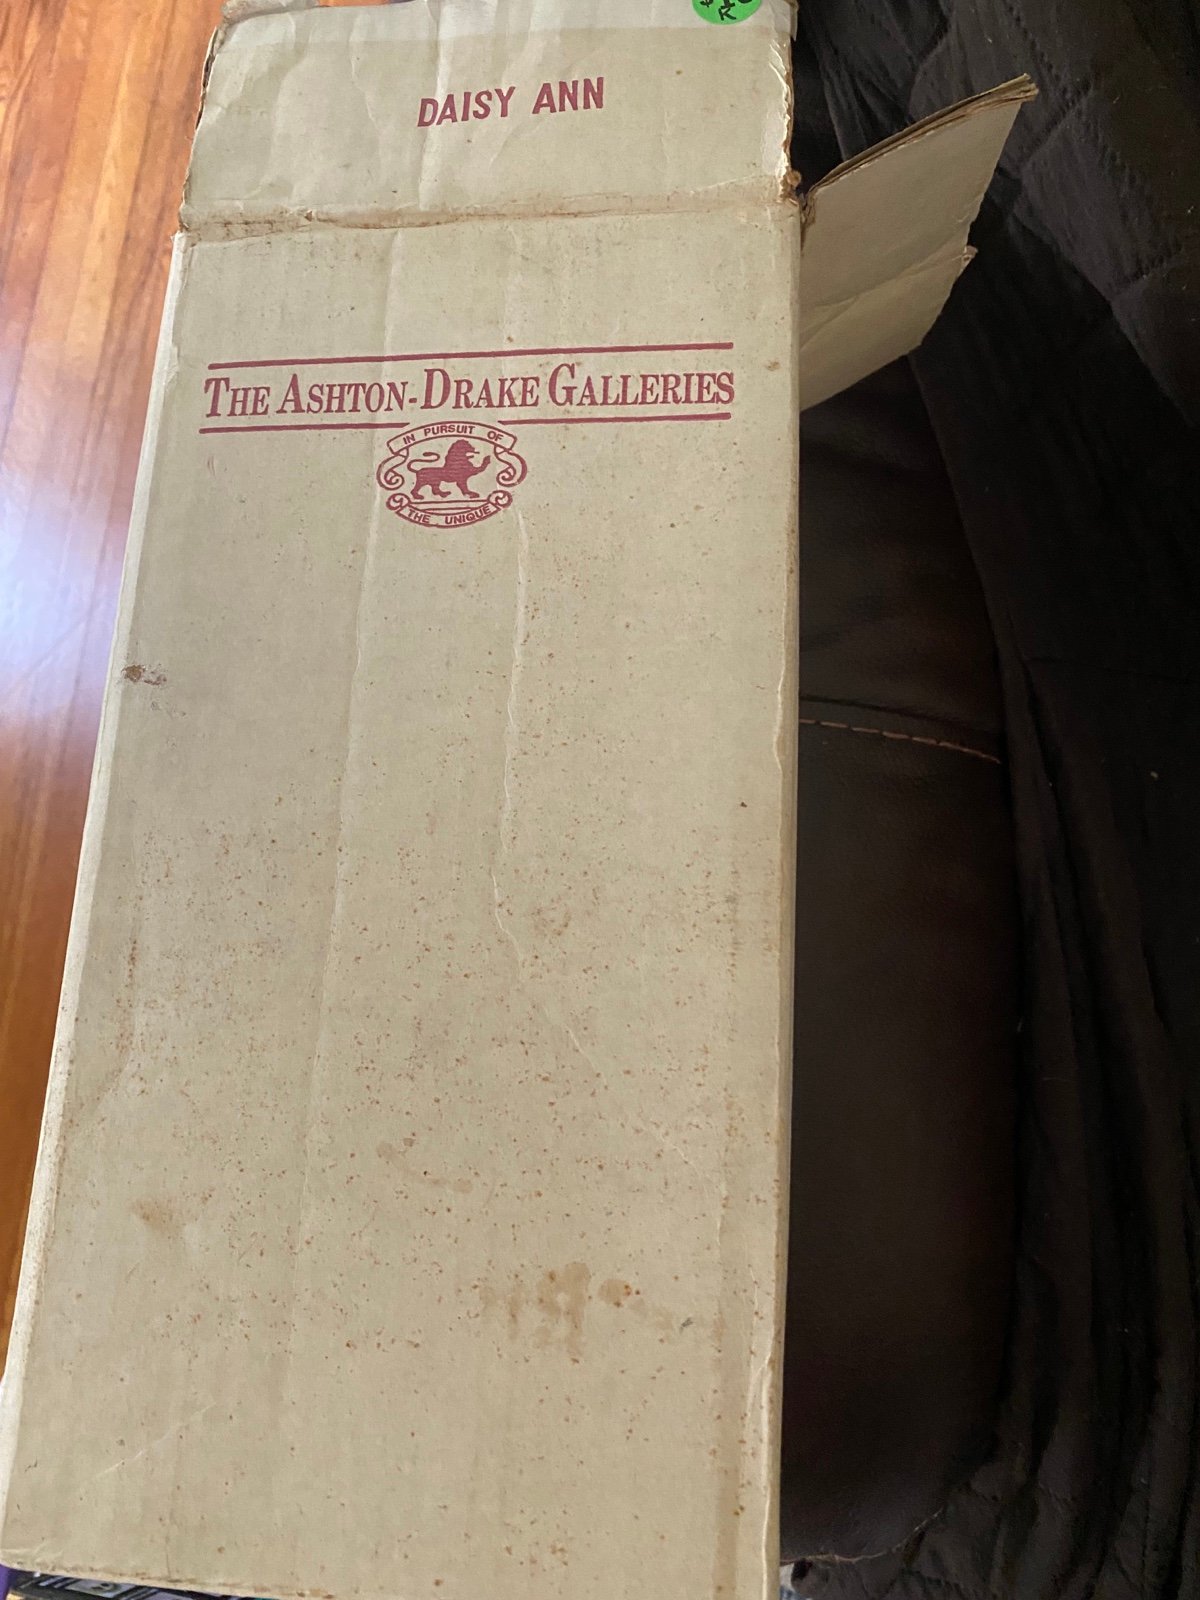 DAISY ANN
THE ASHTON-DRAKE GALLERIES
IN PURSUIT OF
THE UNIQUE